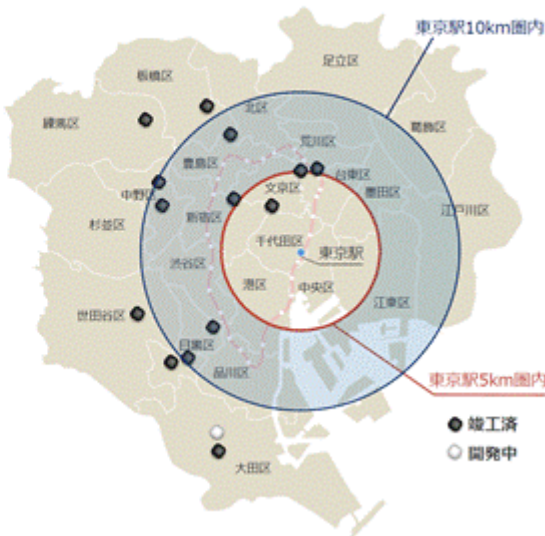 東京駅10km圏内
足立区
板橋区
北区
練馬区
葛飾区
荒川区
豊島区
台東区
文京区
墨田区
中野区
江戸川区
新宿区
杉並区
千代田区
東京駅
渋谷区
港区
中央区
江東区
世田谷区
目黒区
品川区
東京駅5km圏内
竣工済
開発中
大田区